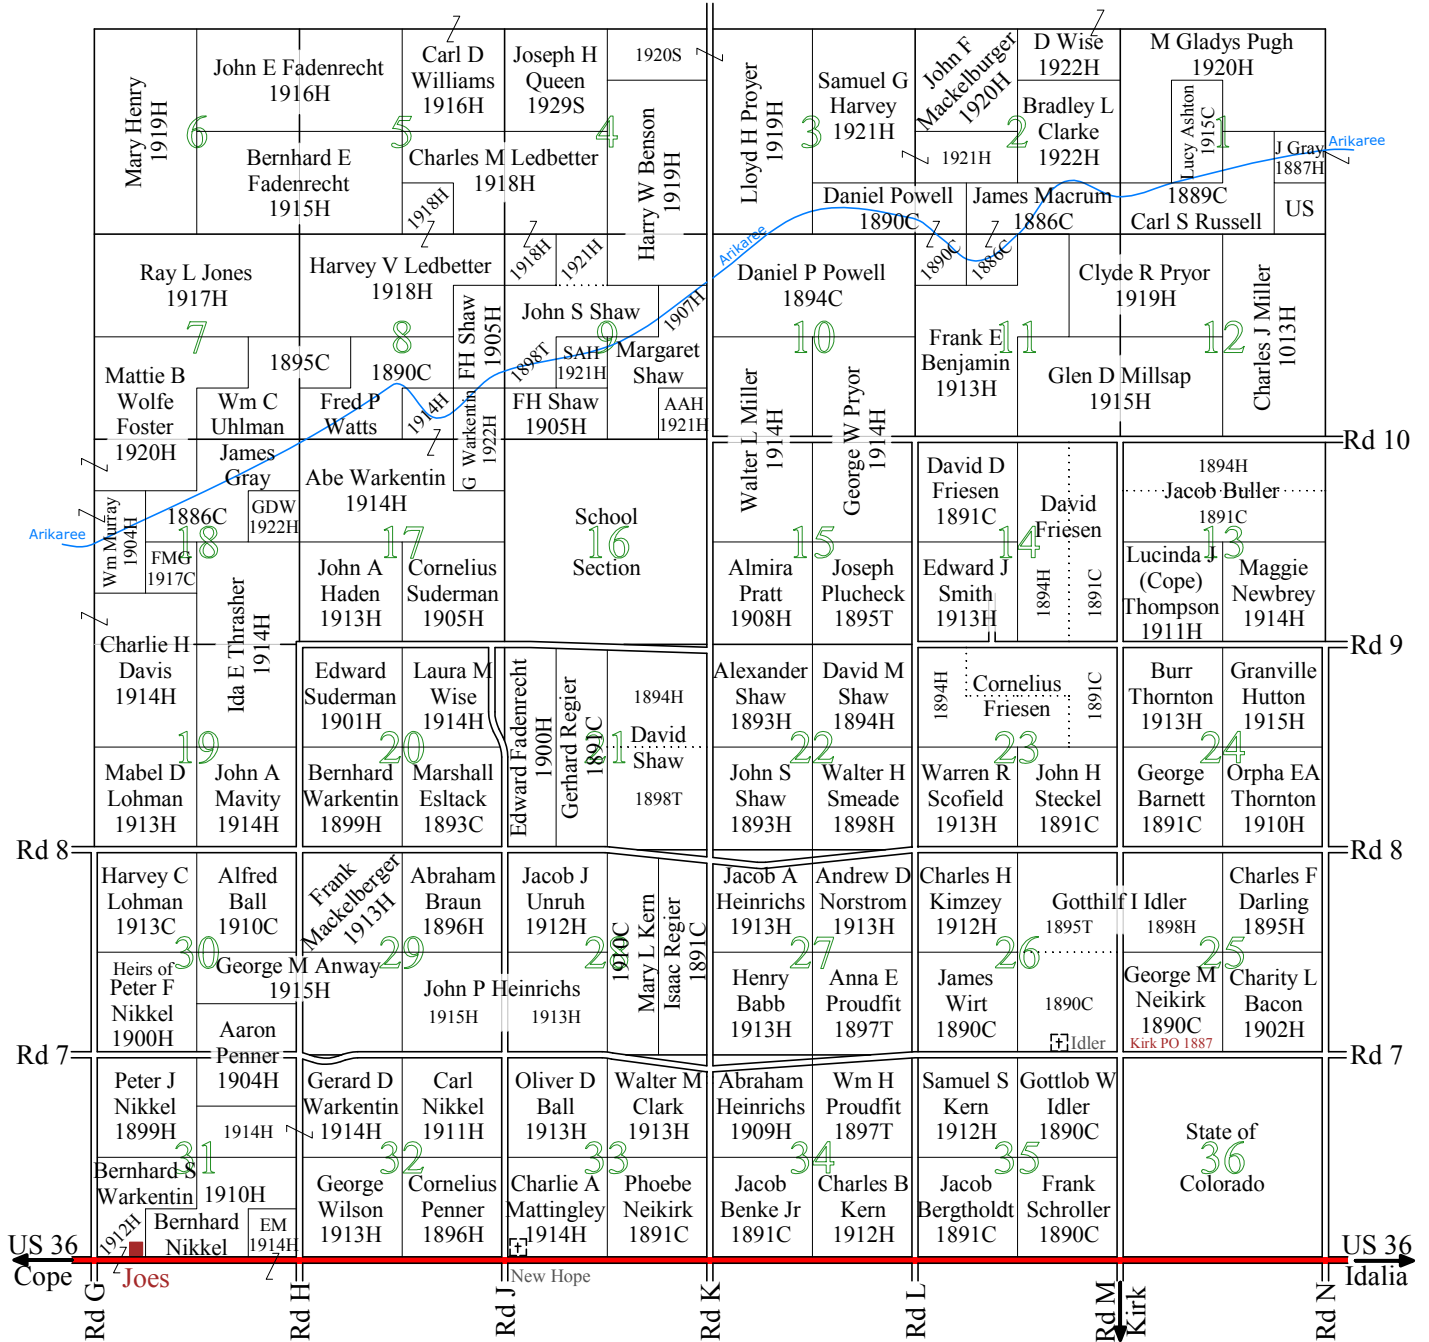 Mary Henry
1919H
John E Fadenrecht
1916H
Carl D
Williams
1916H
Joseph H
Queen
1929S
1920S
Lloyd H Proyer
1919H
Samuel G
Harvey
1921H
John F
Mackelburger
1920H
D Wise
1922H
M Gladys Pugh
1920H
6
5
4
3
2
1
Bernhard E
Fadenrecht
1915H
Charles M Ledbetter
1918H
1918H
Harry W Benson
1919H
1921H
Bradley L
Clarke
1922H
Lucy Ashton
1915C
J Gray
1887H
Arikaree
US
Daniel Powell
1890C
James Macrum
1886C
1889C
Carl S Russell
Ray L Jones
1917H
Harvey V Ledbetter
1918H
1918H
1921H
Arikaree
Daniel P Powell
1894C
1890C
1886C
Clyde R Pryor
1919H
Charles J Miller
1013H
John S Shaw
1907H
FH Shaw
1905H
7
8
9
10
11
12
Mattie B
Wolfe
Foster
1920H
1895C
1890C
1898T
SAH
1921H
Margaret
Shaw
Walter L Miller
1914H
George W Pryor
1914H
Frank E
Benjamin
1913H
Glen D Millsap
1915H
Wm C
Uhlman
Fred P
Watts
1914H
G Warkentin
1922H
FH Shaw
1905H
AAH
1921H
Rd 10
James
Gray
1886C
Abe Warkentin
1914H
GDW
1922H
School
Section
David D
Friesen
1891C
David
Friesen
1894H
1891C
1894H
Jacob Buller
1891C
Arikaree
Wm Murray
1904H
FMG
1917C
18
17
16
15
14
13
Ida E Thrasher
1914H
John A
Haden
1913H
Cornelius
Suderman
1905H
Almira
Pratt
1908H
Joseph
Plucheck
1895T
Edward J
Smith
1913H
Lucinda J
(Cope)
Thompson
1911H
Maggie
Newbrey
1914H
Rd 9
Charlie H
Davis
1914H
Edward
Suderman
1901H
Laura M
Wise
1914H
Edward Fadenrecht
1900H
Gerhard Regier
1891C
1894H
David
Shaw
1898T
Alexander
Shaw
1893H
David M
Shaw
1894H
1894H
Cornelius
Friesen
1891C
Burr
Thornton
1913H
Granville
Hutton
1915H
19
20
21
22
23
24
Mabel D
Lohman
1913H
John A
Mavity
1914H
Bernhard
Warkentin
1899H
Marshall
Esltack
1893C
John S
Shaw
1893H
Walter H
Smeade
1898H
Warren R
Scofield
1913H
John H
Steckel
1891C
George
Barnett
1891C
Orpha EA
Thornton
1910H
Rd 8
Rd 8
Harvey C
Lohman
1913C
Alfred
Ball
1910C
Frank
Mackelberger
1913H
Abraham
Braun
1896H
Jacob J
Unruh
1912H
1910C
Mary L Kern
Isaac Regier
1891C
Jacob A
Heinrichs
1913H
Andrew D
Norstrom
1913H
Charles H
Kimzey
1912H
Gotthilf I Idler
1895T
1898H
1890C
Charles F
Darling
1895H
30
29
28
27
26
25
Heirs of
Peter F
Nikkel
1900H
George M Anway
1915H
John P Heinrichs
1915H
1913H
Henry
Babb
1913H
Anna E
Proudfit
1897T
James
Wirt
1890C
Idler
George M
Neikirk
1890C
Kirk PO 1887
Charity L
Bacon
1902H
Rd 7
Rd 7
Aaron
Penner
1904H
Peter J
Nikkel
1899H
1914H
Gerard D
Warkentin
1914H
Carl
Nikkel
1911H
Oliver D
Ball
1913H
Walter M
Clark
1913H
Abraham
Heinrichs
1909H
Wm H
Proudfit
1897T
Samuel S
Kern
1912H
Gottlob W
Idler
1890C
State of
Colorado
31
32
33
34
35
36
Bernhard S
Warkentin
1912H
1910H
Bernhard
Nikkel
EM
1914H
George
Wilson
1913H
Cornelius
Penner
1896H
Charlie A
Mattingley
1914H
Phoebe
Neikirk
1891C
Jacob
Benke Jr
1891C
Charles B
Kern
1912H
Jacob
Bergtholdt
1891C
Frank
Schroller
1890C
US 36
Cope
Joes
New Hope
US 36
Idalia
Rd G
Rd H
Rd J
Rd K
Rd L
Rd M
Kirk
Rd N